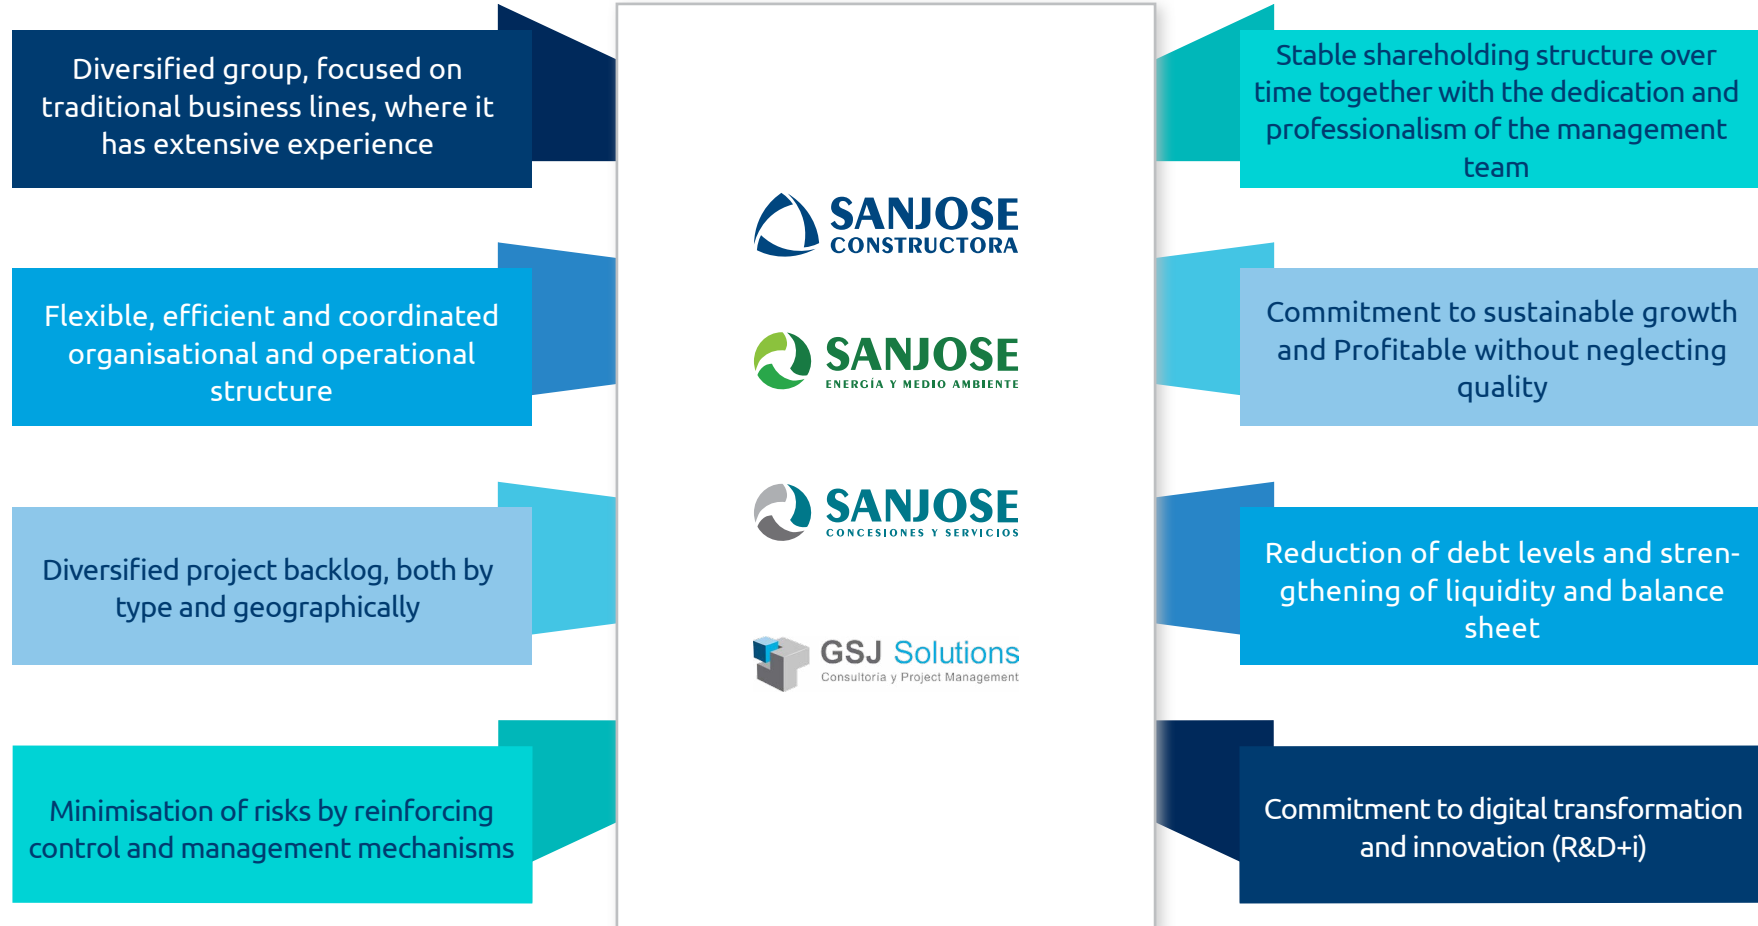 Diversified group, focused on
traditional business lines, where it
has extensive experience
Flexible, efficient and coordinated
organisational and operational
structure
Diversified project backlog, both by
type and geographically
Minimisation of risks by reinforcing
control and management mechanisms
SANJOSE
CONSTRUCTORA
SANJOSE
ENERGÍA Y MEDIO AMBIENTE
SANJOSE
CONCESIONES Y SERVICIOS
GSJ Solutions
Consultoría y Project Management
Stable shareholding structure over
time together with the dedication and
professionalism of the management
team
Commitment to sustainable growth
and Profitable without neglecting
quality
Reduction of debt levels and stren-
gthening of liquidity and balance
sheet
Commitment to digital transformation
and innovation (R&D+i)